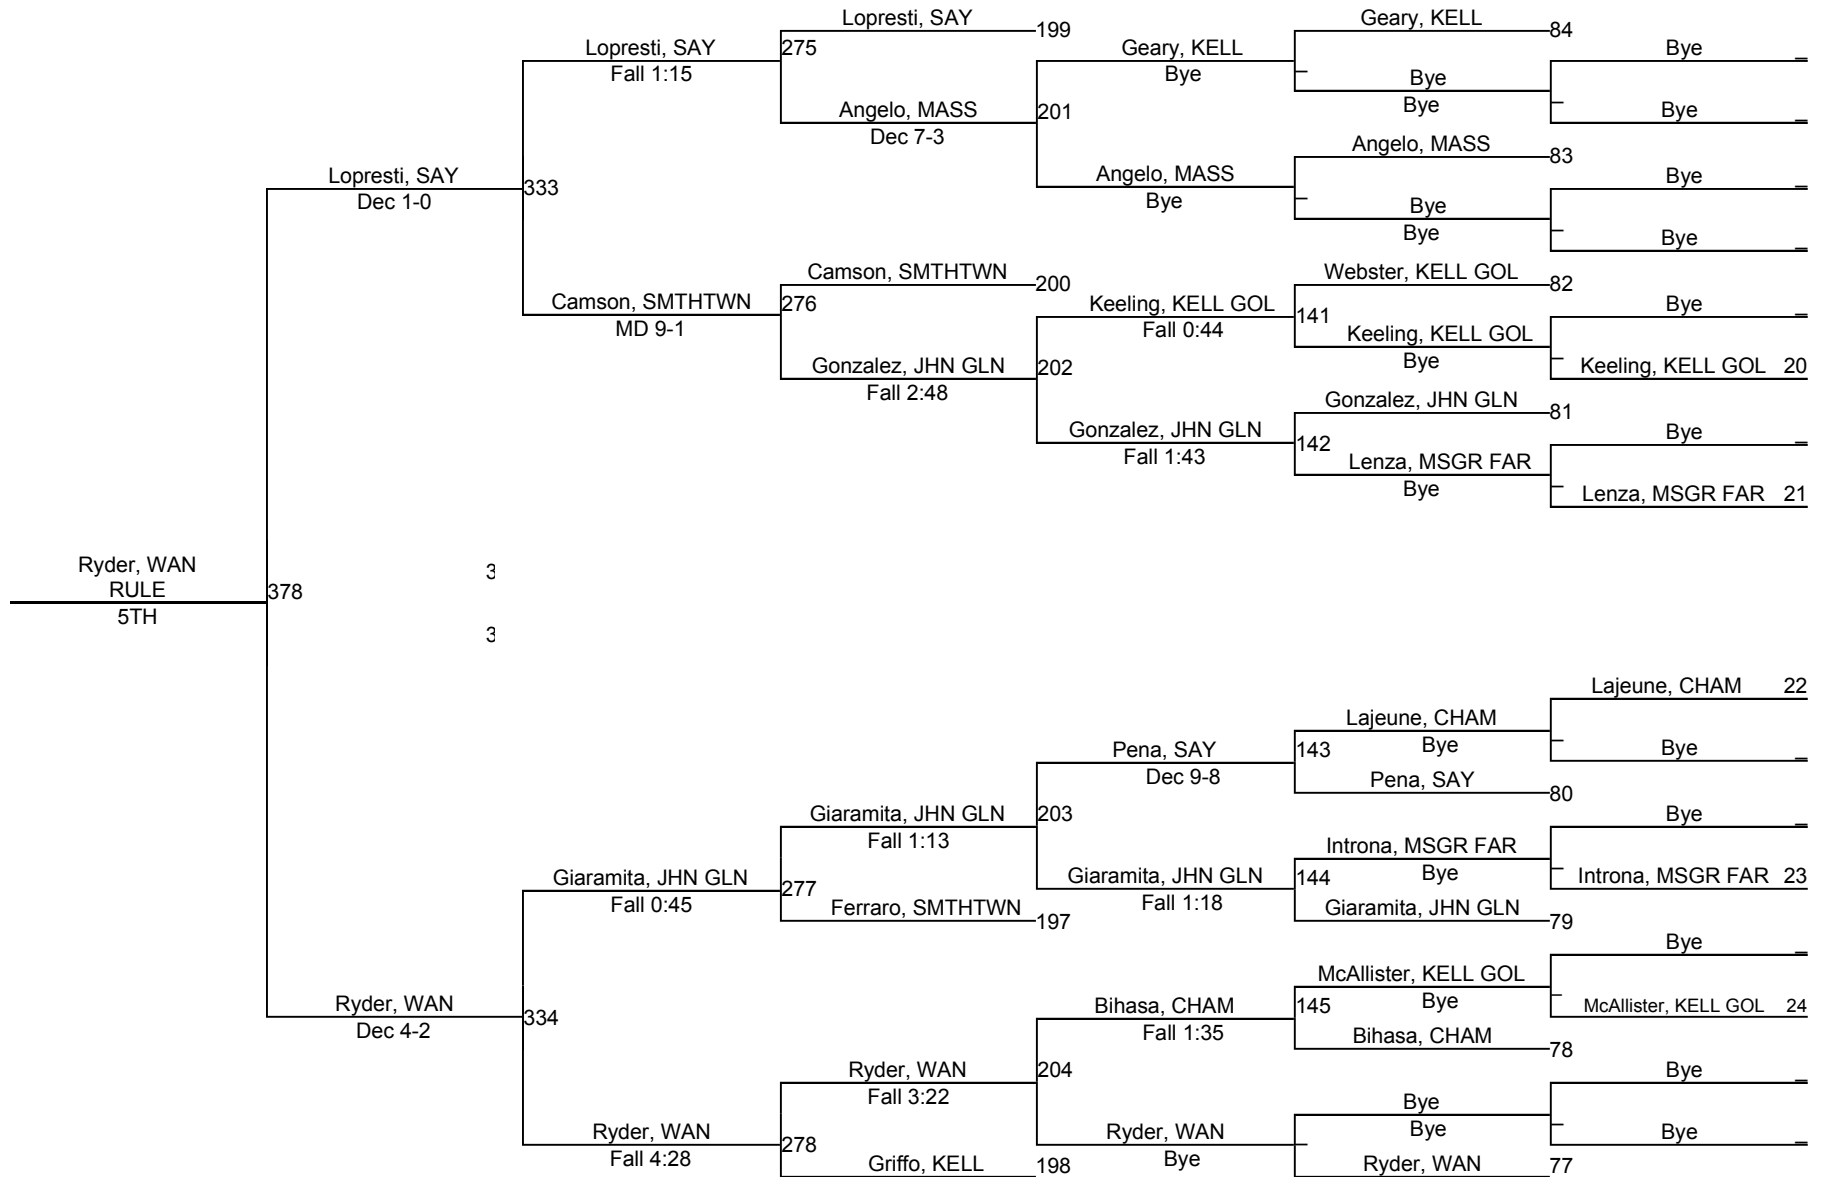 Lopresti, SAY
199
Geary, KELL
84
Lopresti, SAY
275
Geary, KELL
Bye
Bye
Fall 1:15
Bye
Bye
Bye
Angelo, MASS
201
Bye
Dec 7-3
Angelo, MASS
83
Lopresti, SAY
333
Angelo, MASS
Bye
Dec 1-0
Bye
Bye
Bye
Bye
Camson, SMTHTWN
200
Webster, KELL GOL
82
Camson, SMTHTWN
276
Keeling, KELL GOL
141
Bye
MD 9-1
Fall 0:44
Keeling, KELL GOL
Bye
Gonzalez, JHN GLN
202
Keeling, KELL GOL 20
Fall 2:48
Gonzalez, JHN GLN
81
Gonzalez, JHN GLN
142
Bye
Fall 1:43
Lenza, MSGR FAR
Bye
Lenza, MSGR FAR 21
Ryder, WAN
RULE
378
5TH
Lajeune, CHAM 22
Lajeune, CHAM
Pena, SAY
143
Bye
Bye
Dec 9-8
Pena, SAY
80
Giaramita, JHN GLN
203
Bye
Fall 1:13
Introna, MSGR FAR
Giaramita, JHN GLN
277
Giaramita, JHN GLN
144
Bye
Introna, MSGR FAR 23
Fall 0:45
Fall 1:18
Ferraro, SMTHTWN
197
Giaramita, JHN GLN
79
Bye
McAllister, KELL GOL
Ryder, WAN
334
Bihasa, CHAM
145
Bye
McAllister, KELL GOL 24
Dec 4-2
Fall 1:35
Bihasa, CHAM
78
Ryder, WAN
204
Bye
Fall 3:22
Bye
Ryder, WAN
278
Ryder, WAN
Bye
Bye
Fall 4:28
Bye
Griffo, KELL
198
Ryder, WAN
77